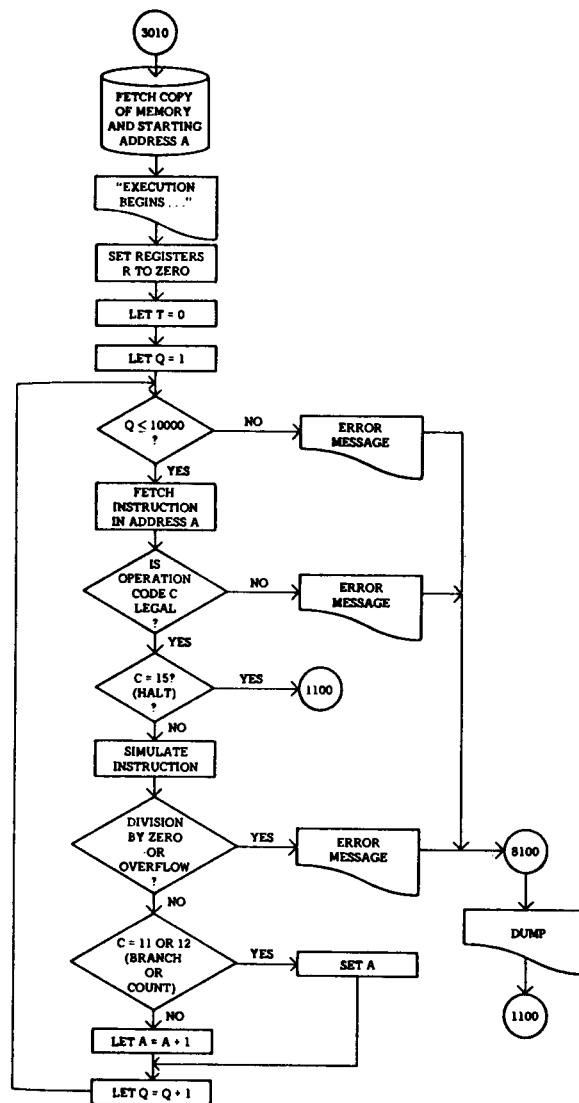 3010
FETCH COPY
OF MEMORY
AND STARTING
ADDRESS A
"EXECUTION
BEGINS . . ."
SET REGISTERS
R TO ZERO
LET T = 0
LET Q = 1
Q ≤ 10000
?
NO
ERROR
MESSAGE
YES
FETCH
INSTRUCTION
IN ADDRESS A
IS
OPERATION
CODE C
LEGAL
?
NO
ERROR
MESSAGE
YES
C = 15?
(HALT)
?
YES
1100
NO
SIMULATE
INSTRUCTION
DIVISION
BY ZERO
OR
OVERFLOW
?
YES
ERROR
MESSAGE
8100
NO
DUMP
1100
C = 11 OR 12
(BRANCH
OR
COUNT)
YES
SET A
NO
LET A = A + 1
LET Q = Q + 1